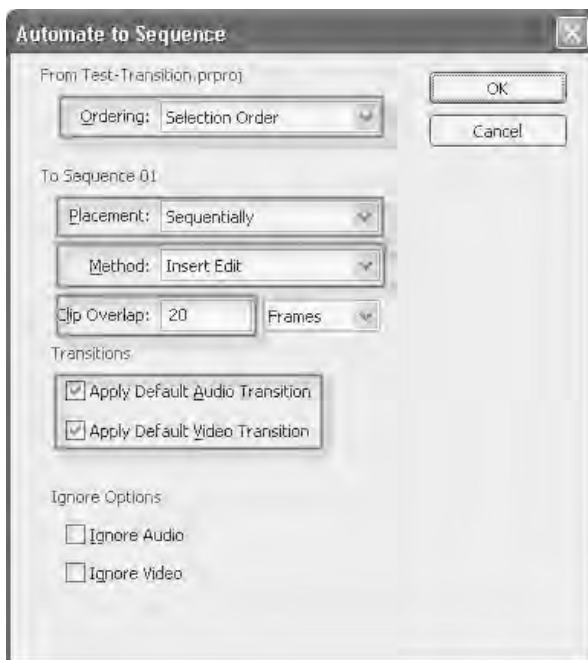 Automate to Sequence
From Test-Transition.prproj
Ordering: Selection Order
OK
Cancel
To Sequence 01
Placement: Sequentially
Method: Insert Edit
Clip Overlap: 20 Frames
Transitions
Apply Default Audio Transition
Apply Default Video Transition
Ignore Options
Ignore Audio
Ignore Video